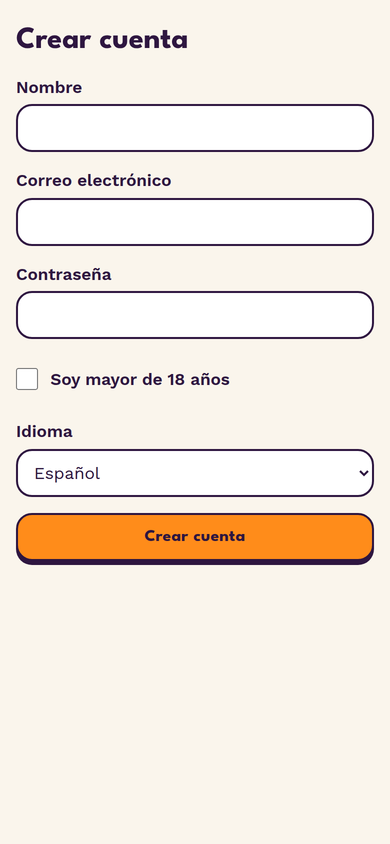 Crear cuenta
Nombre
Correo electrónico
Contraseña
Soy mayor de 18 años
Idioma
Español
Crear cuenta